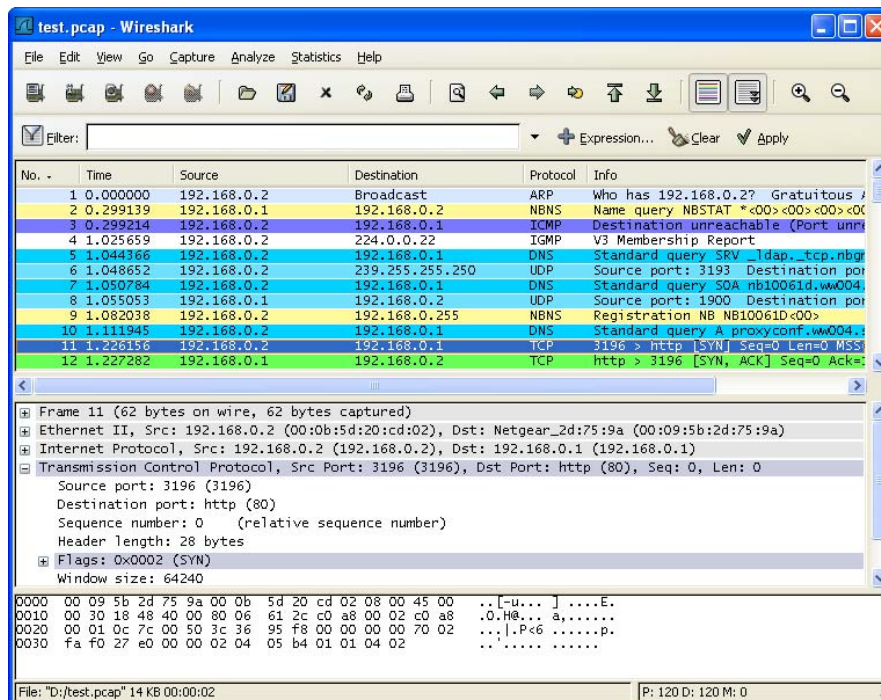 test.pcap - Wireshark
File Edit View Go Capture Analyze Statistics Help
Filter: Expression... Clear Apply
No. - Time Source Destination Protocol Info
1 0.000000 192.168.0.2 Broadcast ARP Who has 192.168.0.2? Gratuitous
2 0.299139 192.168.0.1 192.168.0.2 NBNS Name query NBSTAT *<00><00><00><00
3 0.299214 192.168.0.2 192.168.0.1 ICMP Destination unreachable (Port unre
4 1.025659 192.168.0.2 224.0.0.22 IGMP V3 Membership Report
5 1.044366 192.168.0.2 192.168.0.1 DNS Standard query SRV _ldap._tcp.nbgm
6 1.048652 192.168.0.2 239.255.255.250 UDP Source port: 3193 Destination por
7 1.050784 192.168.0.2 192.168.0.1 DNS Standard query SOA nb10061d.ww004.
8 1.055053 192.168.0.1 192.168.0.2 UDP Source port: 1900 Destination por
9 1.082038 192.168.0.2 192.168.0.255 NBNS Registration NB NB10061D<00>
10 1.111945 192.168.0.2 192.168.0.1 DNS Standard query A proxyconf.ww004.s
11 1.226156 192.168.0.2 192.168.0.1 TCP 3196 > http [SYN] Seq=0 Len=0 MSS
12 1.227282 192.168.0.1 192.168.0.2 TCP http > 3196 [SYN, ACK] Seq=0 Ack=1
Frame 11 (62 bytes on wire, 62 bytes captured)
Ethernet II, Src: 192.168.0.2 (00:0b:5d:20:cd:02), Dst: Netgear_2d:75:9a (00:09:5b:2d:75:9a)
Internet Protocol, Src: 192.168.0.2 (192.168.0.2), Dst: 192.168.0.1 (192.168.0.1)
Transmission Control Protocol, Src Port: 3196 (3196), Dst Port: http (80), Seq: 0, Len: 0
Source port: 3196 (3196)
Destination port: http (80)
Sequence number: 0 (relative sequence number)
Header length: 28 bytes
Flags: 0x0002 (SYN)
Window size: 64240
0000 00 09 5b 2d 75 9a 00 0b 5d 20 cd 02 08 00 45 00 ..[-u... ] ....E.
0010 00 30 18 48 40 00 80 06 61 2c c0 a8 00 02 c0 a8 .0.H@... a,......
0020 00 01 0c 7c 00 50 3c 36 95 f8 00 00 00 00 70 02 ...|.P<6 ......p.
0030 fa f0 27 e0 00 00 02 04 05 b4 01 01 04 02 ..'..... ......
File: "D:/test.pcap" 14 KB 00:00:02 P: 120 D: 120 M: 0